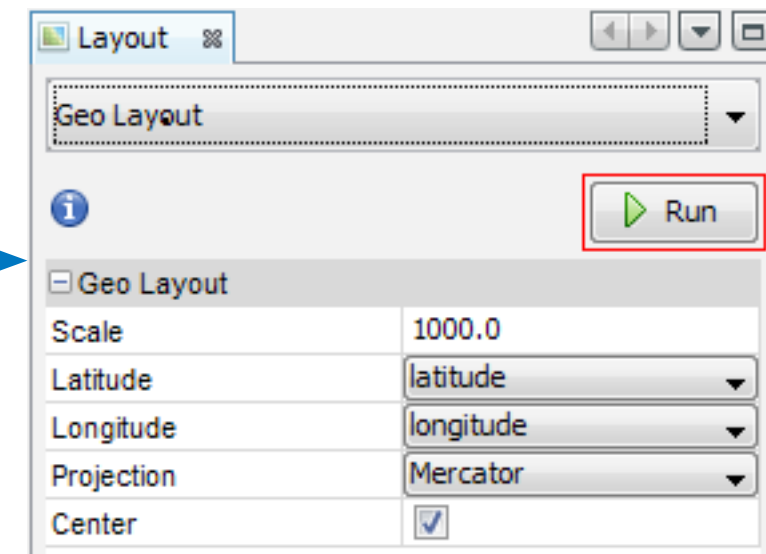 Layout
Geo Layout
Run
Geo Layout
Scale 1000.0
Latitude latitude
Longitude longitude
Projection Mercator
Center